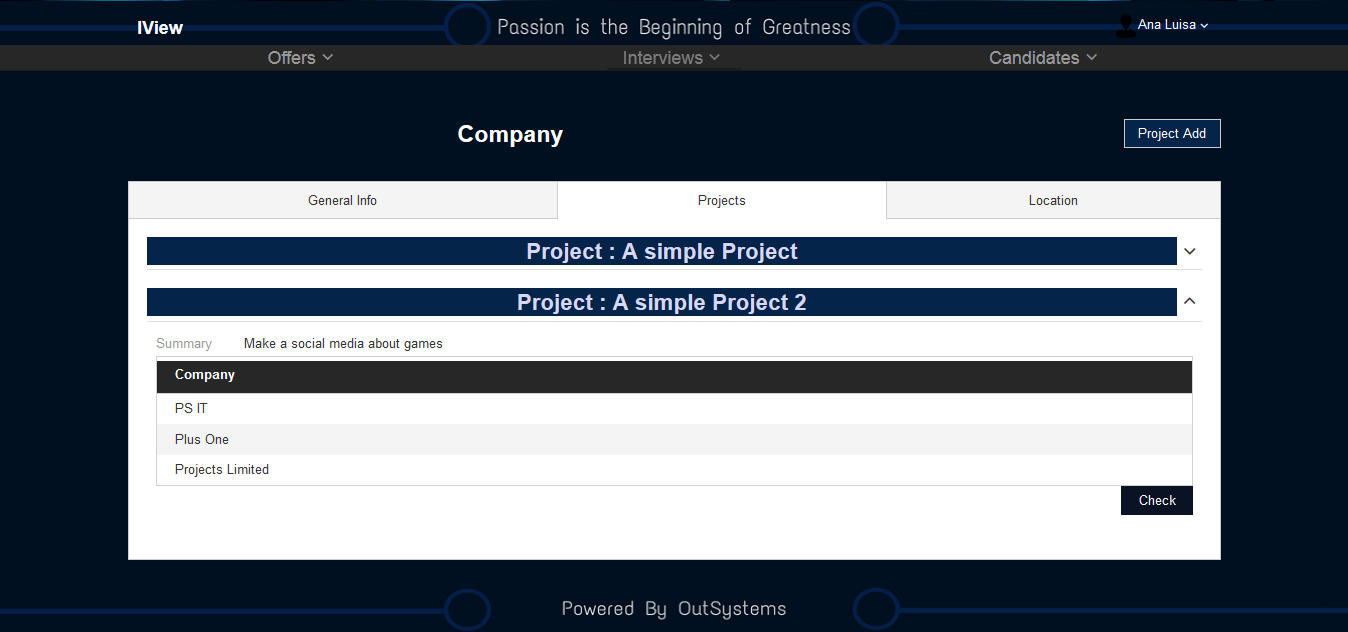 IView
Passion is the Beginning of Greatness
Ana Luisa
Offers
Interviews
Candidates
Company
Project Add
General Info
Projects
Location
Project : A simple Project
Project : A simple Project 2
Summary
Make a social media about games
Company
PS IT
Plus One
Projects Limited
Check
Powered By OutSystems